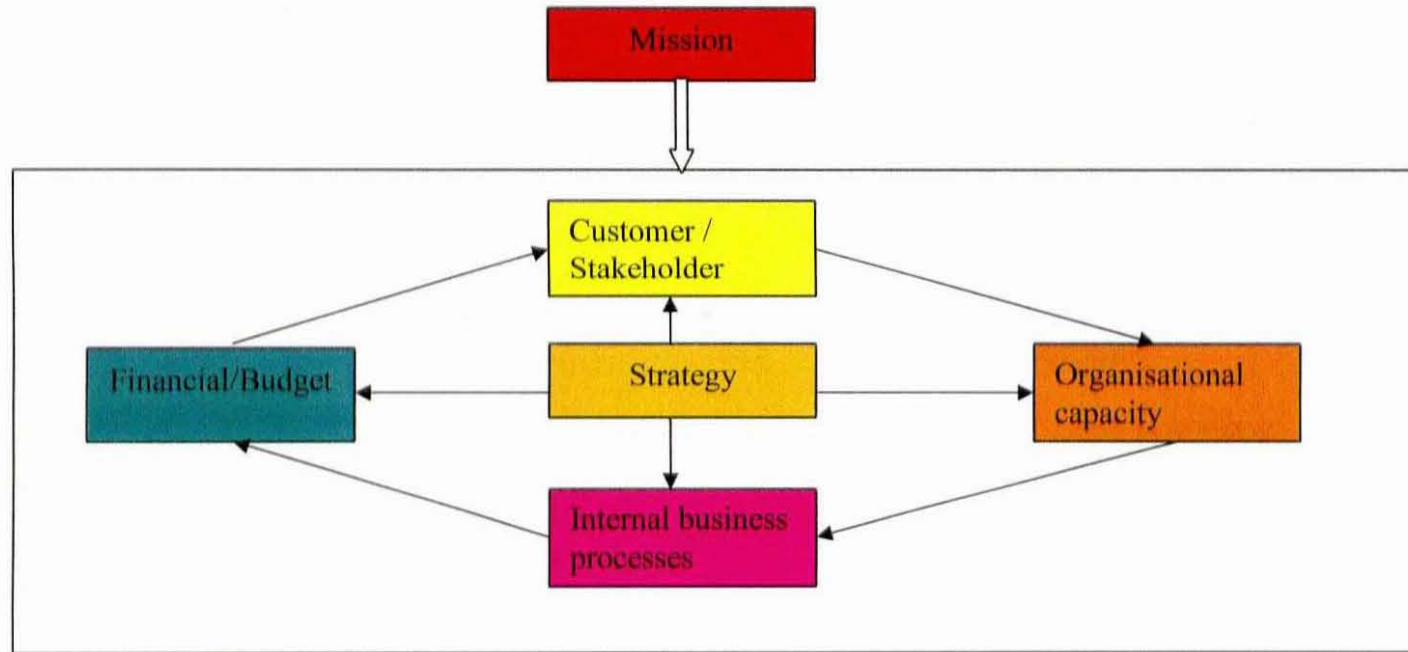 Mission
Customer /
Stakeholder
Financial/Budget
Strategy
Organisational
capacity
Internal business
processes